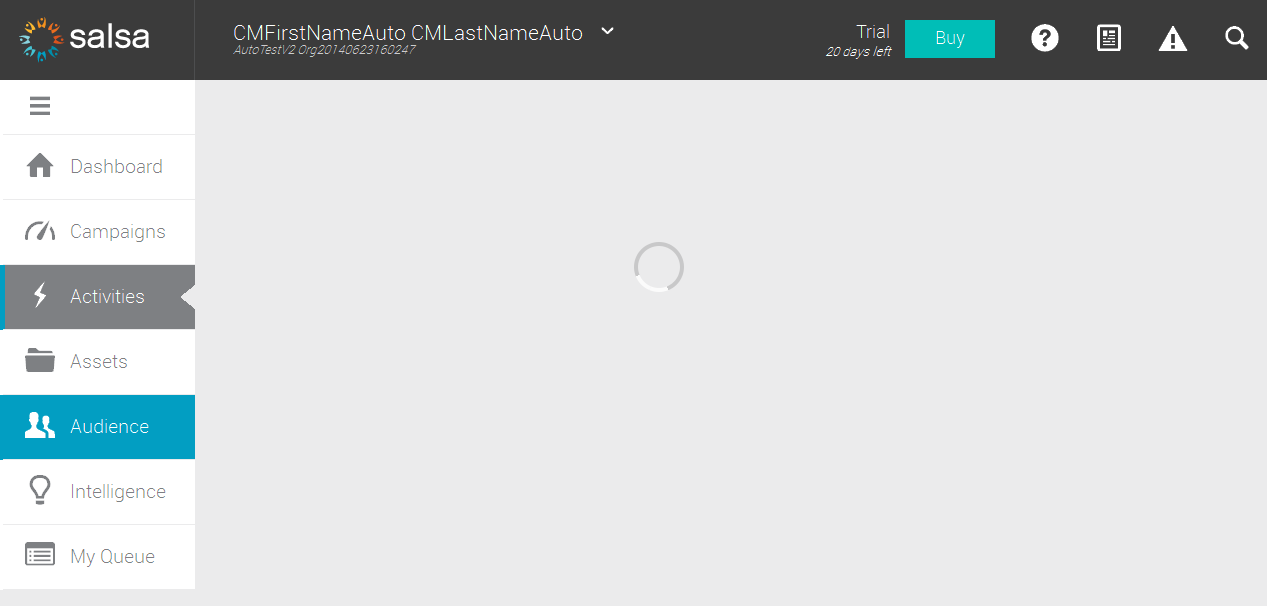 salsa
CMFirstNameAuto CMLastNameAuto
AutoTestV2 Org20140623160247
Trial
20 days left
Buy
Dashboard
Campaigns
Activities
Assets
Audience
Intelligence
My Queue